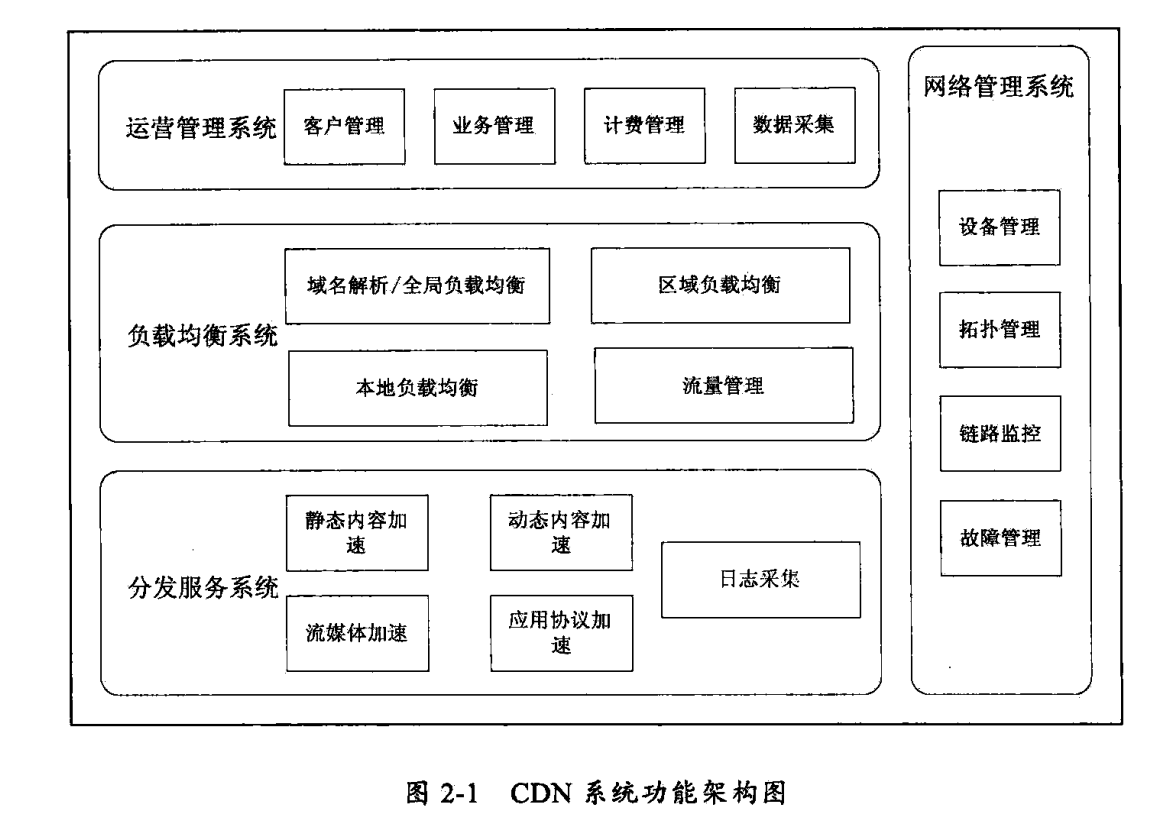 运营管理系统
客户管理
业务管理
计费管理
数据采集
负载均衡系统
域名解析/全局负载均衡
区域负载均衡
本地负载均衡
流量管理
分发服务系统
静态内容加
速
动态内容加
速
流媒体加速
应用协议加
速
日志采集
网络管理系统
设备管理
拓扑管理
链路监控
故障管理
图 2-1 CDN 系统功能架构图